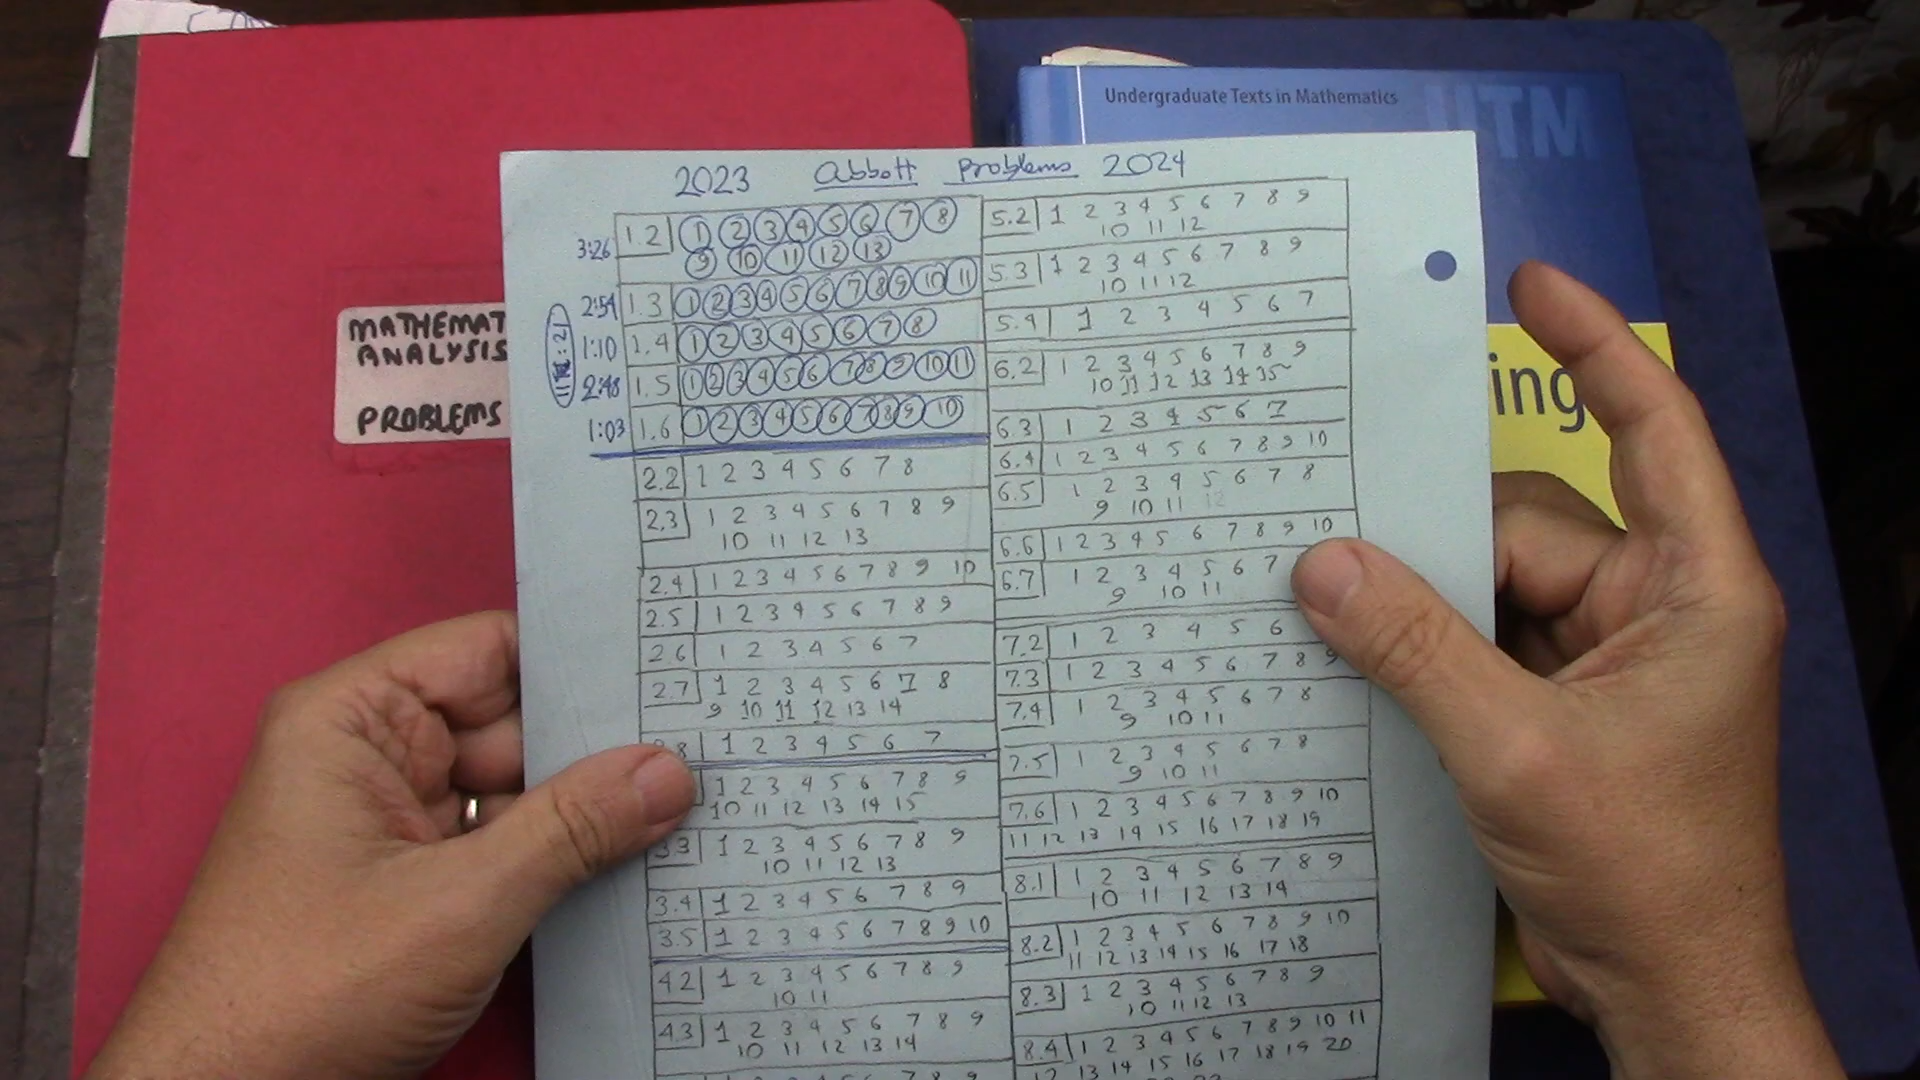 Undergraduate Texts in Mathematics
UTM
ing
MATHEMAT
ANALYSIS
PROBLEMS
2023 Abbott Problems 2024
3:26 1.2 1 2 3 4 5 6 7 8
9 10 11 12 13
2:54 1.3 1 2 3 4 5 6 7 8 9 10 11
1:10 1.4 1 2 3 4 5 6 7 8
2:48 1.5 1 2 3 4 5 6 7 8 9 10 11
1:03 1.6 1 2 3 4 5 6 7 8 9 10
2.2 1 2 3 4 5 6 7 8
2.3 1 2 3 4 5 6 7 8 9
10 11 12 13
2.4 1 2 3 4 5 6 7 8 9 10
2.5 1 2 3 4 5 6 7 8 9
2.6 1 2 3 4 5 6 7
2.7 1 2 3 4 5 6 7 8
9 10 11 12 13 14
8 1 2 3 4 5 6 7
1 2 3 4 5 6 7 8 9
10 11 12 13 14 15
3.3 1 2 3 4 5 6 7 8 9
10 11 12 13
3.4 1 2 3 4 5 6 7 8 9
3.5 1 2 3 4 5 6 7 8 9 10
4.2 1 2 3 4 5 6 7 8 9
10 11
4.3 1 2 3 4 5 6 7 8 9
10 11 12 13 14
7 8 9
5.2 1 2 3 4 5 6 7 8 9
10 11 12
5.3 1 2 3 4 5 6 7 8 9
10 11 12
5.4 1 2 3 4 5 6 7
6.2 1 2 3 4 5 6 7 8 9
10 11 12 13 14 15
6.3 1 2 3 4 5 6 7
6.4 1 2 3 4 5 6 7 8 9 10
6.5 1 2 3 4 5 6 7 8
9 10 11 12
6.6 1 2 3 4 5 6 7 8 9 10
6.7 1 2 3 4 5 6 7
9 10 11
7.2 1 2 3 4 5 6
7.3 1 2 3 4 5 6 7 8 9
7.4 1 2 3 4 5 6 7 8
9 10 11
7.5 1 2 3 4 5 6 7 8
9 10 11
7.6 1 2 3 4 5 6 7 8 9 10
11 12 13 14 15 16 17 18 19
8.1 1 2 3 4 5 6 7 8 9
10 11 12 13 14
8.2 1 2 3 4 5 6 7 8 9 10
11 12 13 14 15 16 17 18
8.3 1 2 3 4 5 6 7 8 9
10 11 12 13
8.4 1 2 3 4 5 6 7 8 9 10 11
12 13 14 15 16 17 18 19 20